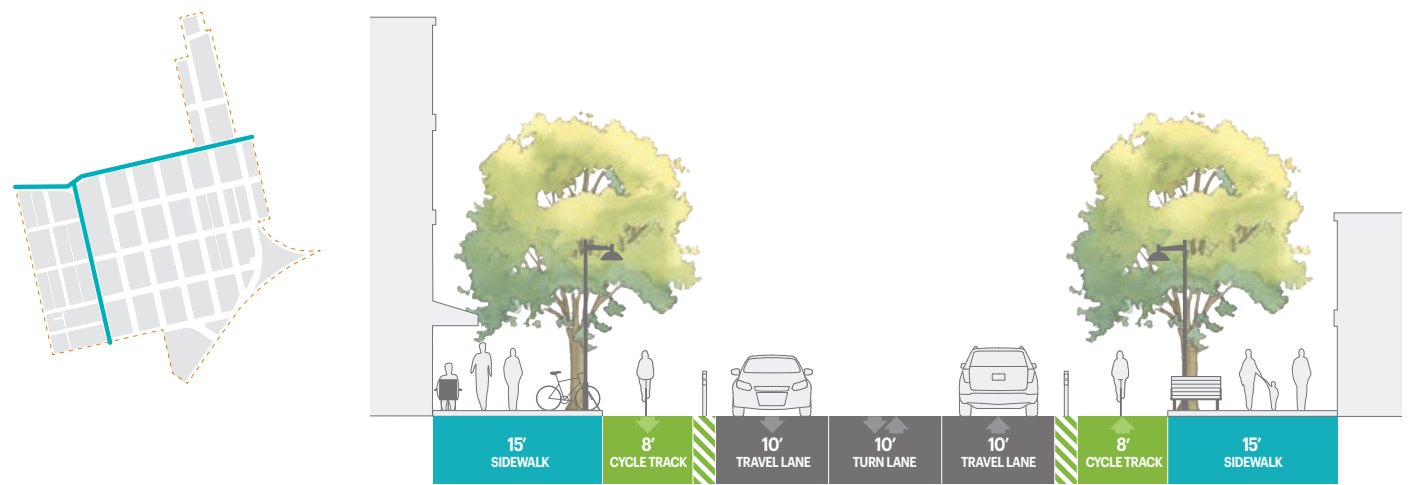 15′
SIDEWALK
8′
CYCLE TRACK
10′
TRAVEL LANE
10′
TURN LANE
10′
TRAVEL LANE
8′
CYCLE TRACK
15′
SIDEWALK